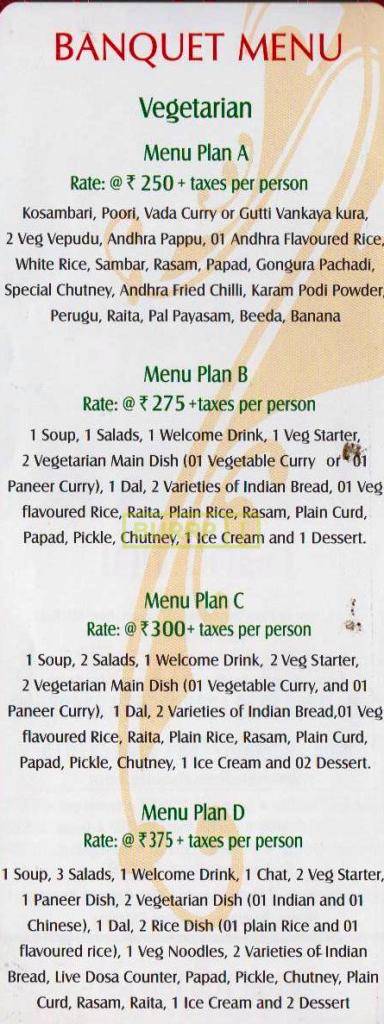 BANQUET MENU
Vegetarian
Menu Plan A
Rate: @ ₹ 250 + taxes per person
Kosambari, Poori, Vada Curry or Gutti Vankaya kura,
2 Veg Vepudu, Andhra Pappu, 01 Andhra Flavoured Rice,
White Rice, Sambar, Rasam, Papad, Gongura Pachadi,
Special Chutney, Andhra Fried Chilli, Karam Podi Powder,
Perugu, Raita, Pal Payasam, Beeda, Banana
Menu Plan B
Rate: @ ₹ 275 +taxes per person
1 Soup, 1 Salads, 1 Welcome Drink, 1 Veg Starter,
2 Vegetarian Main Dish (01 Vegetable Curry or 01
Paneer Curry), 1 Dal, 2 Varieties of Indian Bread, 01 Veg
flavoured Rice, Raita, Plain Rice, Rasam, Plain Curd,
Papad, Pickle, Chutney, 1 Ice Cream and 1 Dessert.
Menu Plan C
Rate: @ ₹300+ taxes per person
1 Soup, 2 Salads, 1 Welcome Drink, 2 Veg Starter,
2 Vegetarian Main Dish (01 Vegetable Curry, and 01
Paneer Curry), 1 Dal, 2 Varieties of Indian Bread,01 Veg
flavoured Rice, Raita, Plain Rice, Rasam, Plain Curd,
Papad, Pickle, Chutney, 1 Ice Cream and 02 Dessert.
Menu Plan D
Rate: @ ₹375 + taxes per person
1 Soup, 3 Salads, 1 Welcome Drink, 1 Chat, 2 Veg Starter,
1 Paneer Dish, 2 Vegetarian Dish (01 Indian and 01
Chinese), 1 Dal, 2 Rice Dish (01 plain Rice and 01
flavoured rice), 1 Veg Noodles, 2 Varieties of Indian
Bread, Live Dosa Counter, Papad, Pickle, Chutney, Plain
Curd, Rasam, Raita, 1 Ice Cream and 2 Dessert